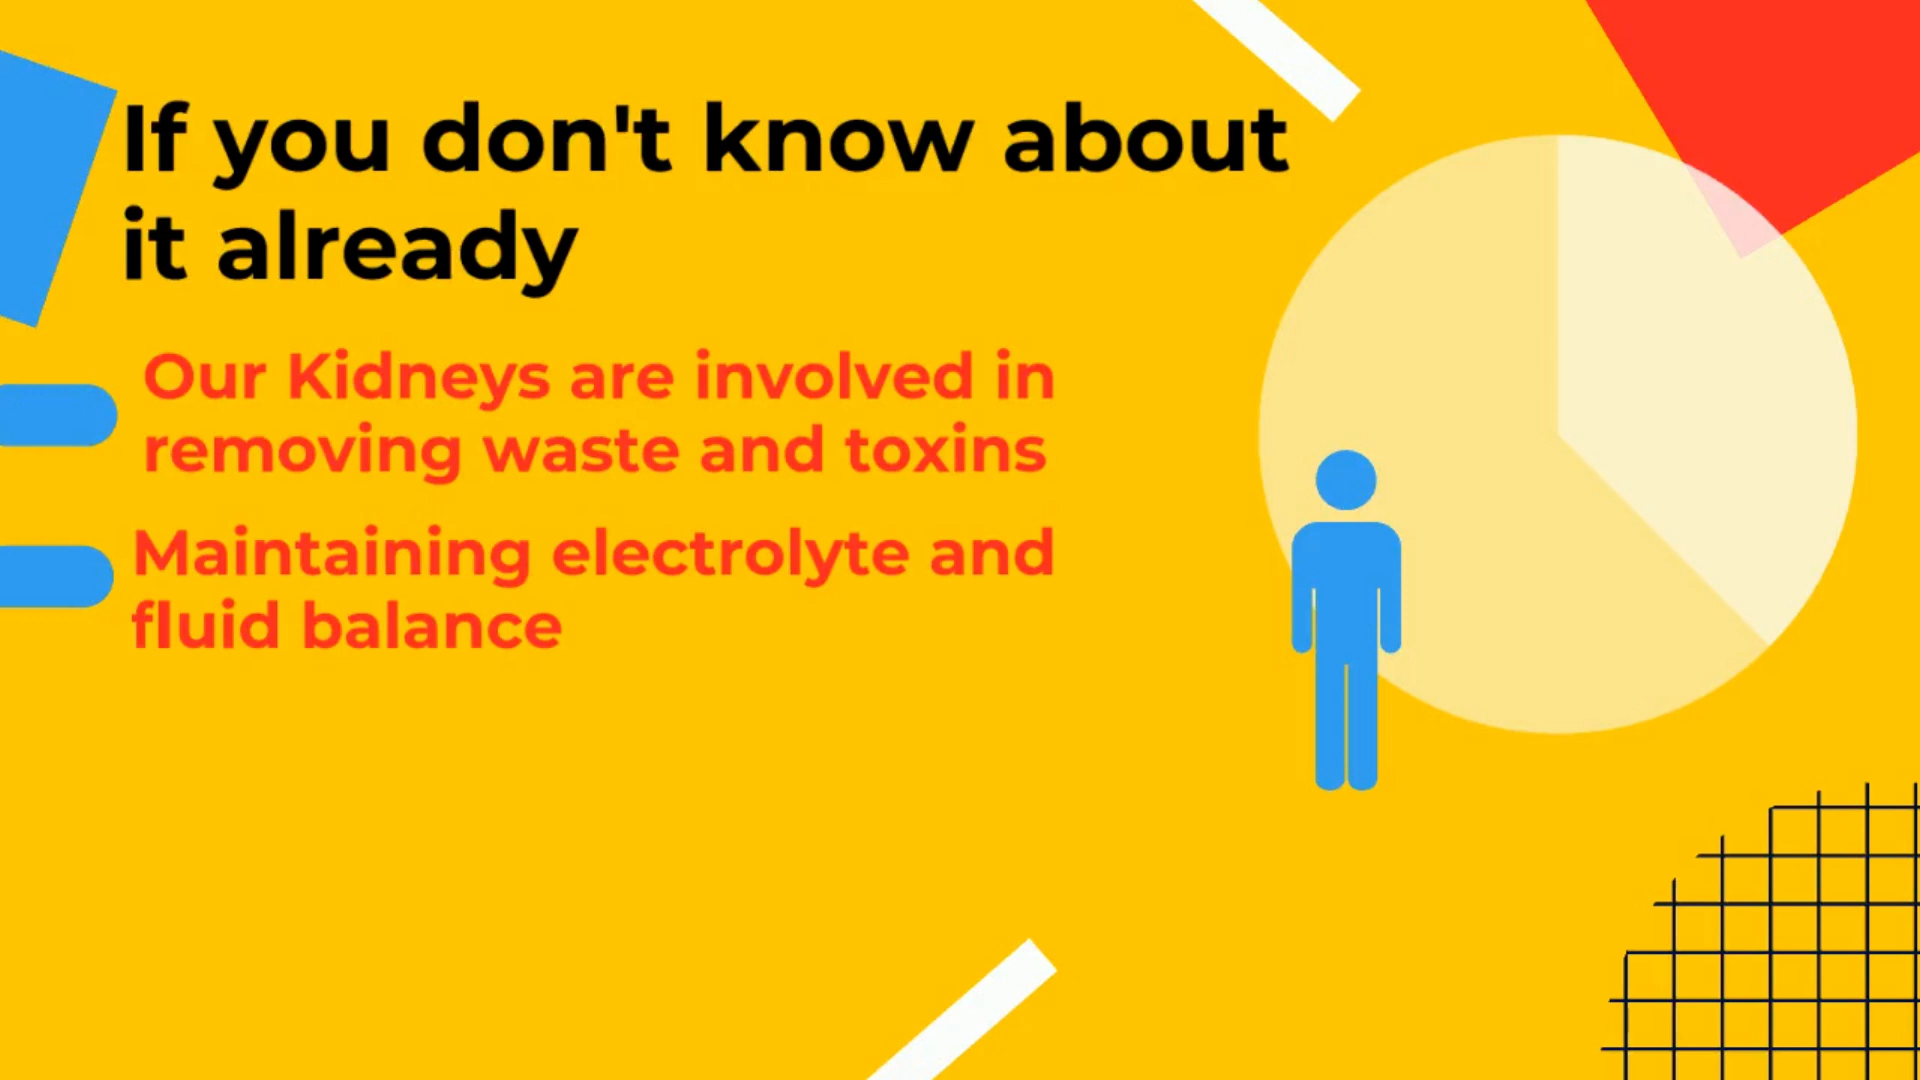 If you don't know about
it already
Our Kidneys are involved in
removing waste and toxins
Maintaining electrolyte and
fluid balance